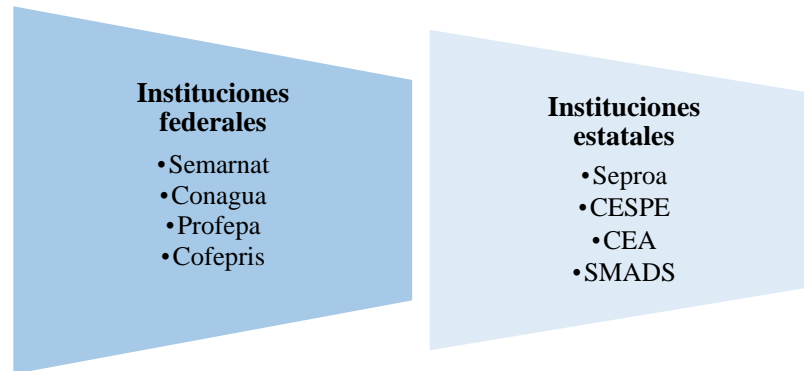 Instituciones
federales
•Semarnat
•Conagua
•Profepa
•Cofepris
Instituciones
estatales
•Seproa
•CESPE
•CEA
•SMADS